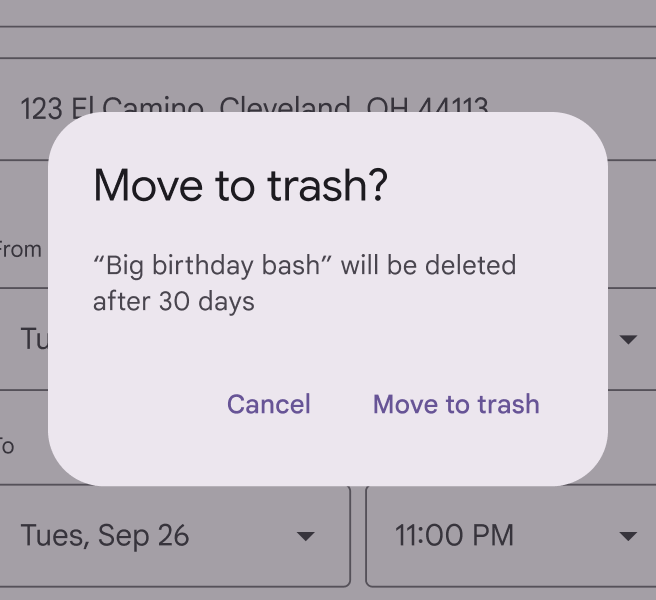 123 El Camino, Cleveland, OH 44113
Move to trash?
“Big birthday bash” will be deleted
after 30 days
From
Tu
Cancel Move to trash
To
Tues, Sep 26 11:00 PM